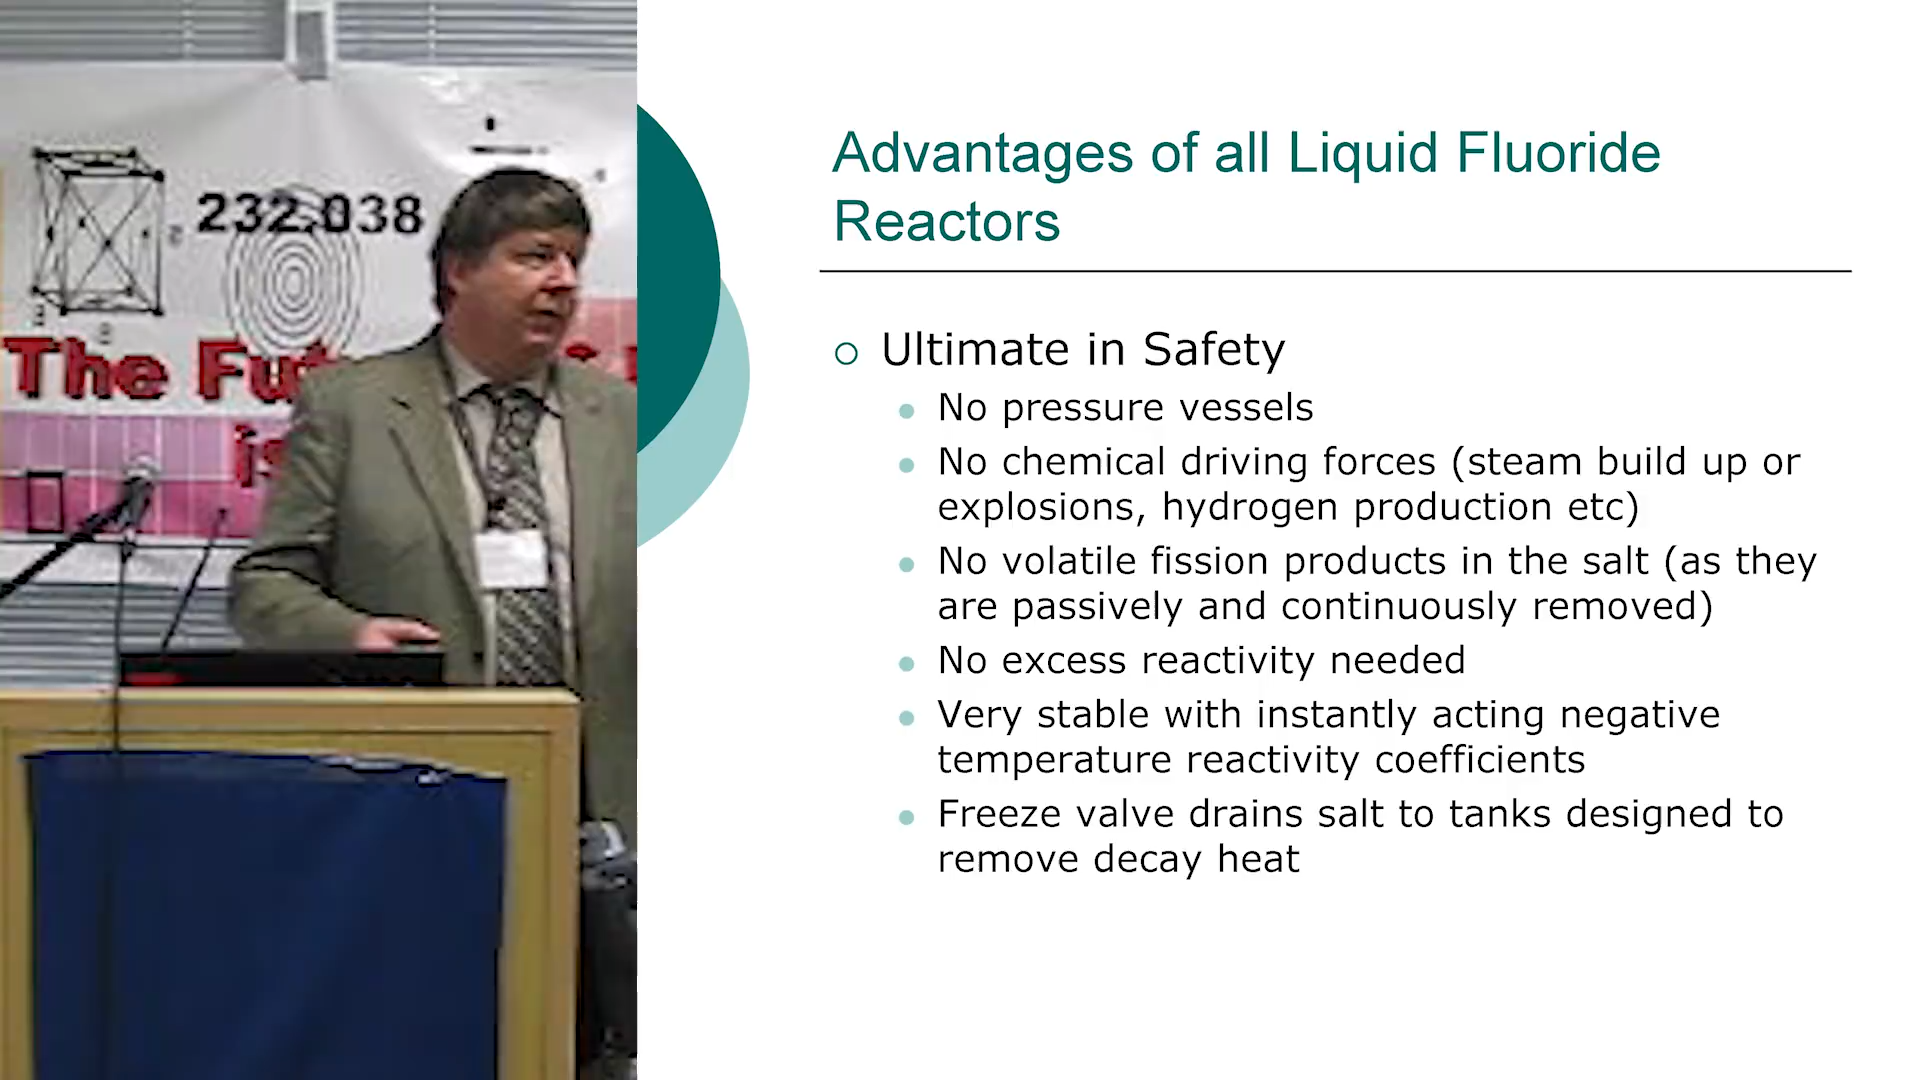 232.038
The Fut
is
Advantages of all Liquid Fluoride
Reactors
Ultimate in Safety
No pressure vessels
No chemical driving forces (steam build up or
explosions, hydrogen production etc)
No volatile fission products in the salt (as they
are passively and continuously removed)
No excess reactivity needed
Very stable with instantly acting negative
temperature reactivity coefficients
Freeze valve drains salt to tanks designed to
remove decay heat